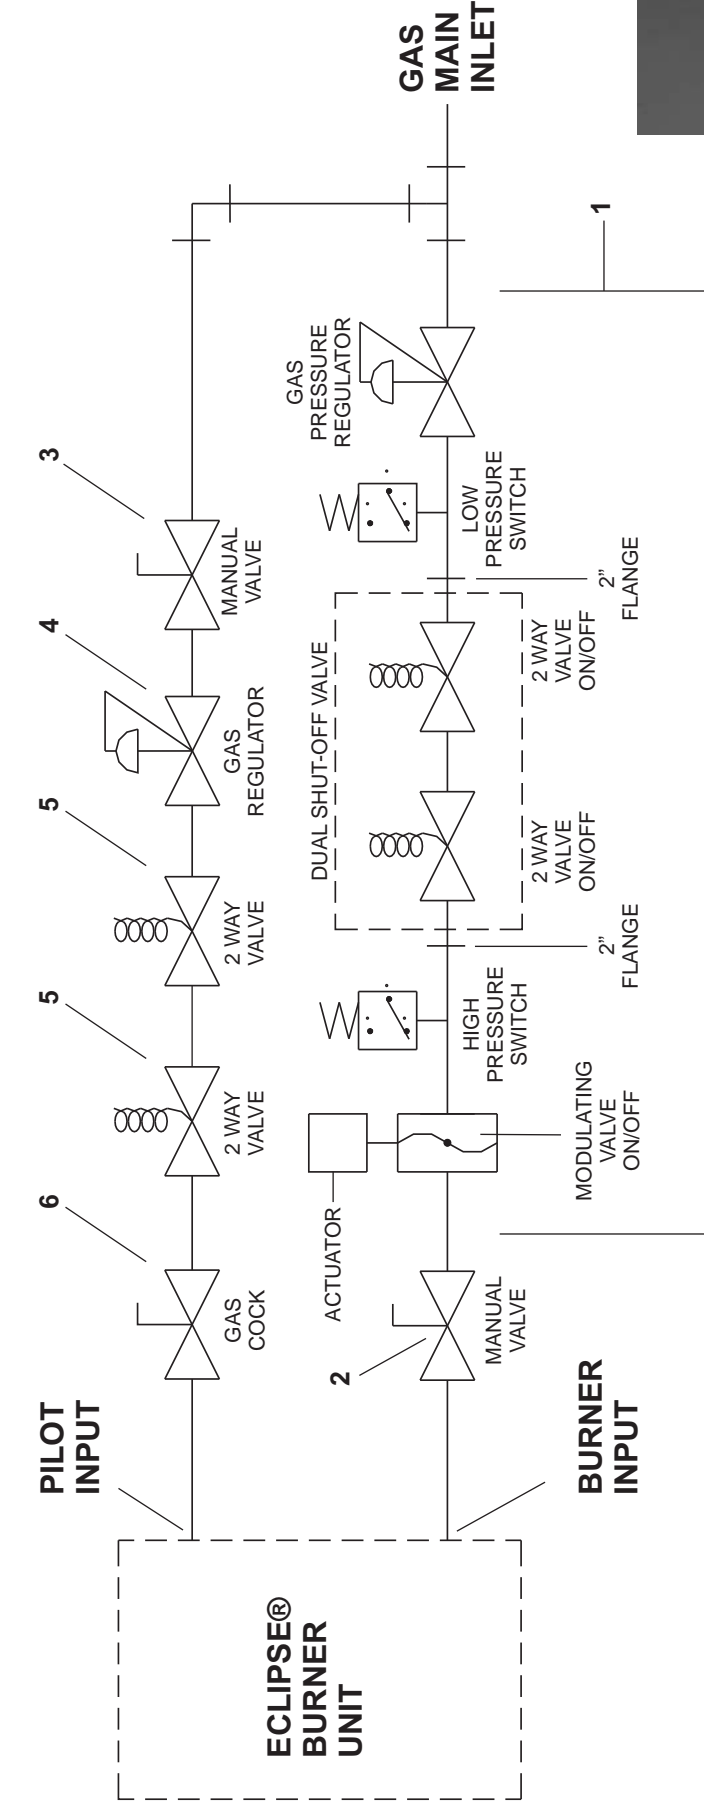 PILOT
INPUT
6
5
5
4
3
GAS
COCK
2 WAY
VALVE
2 WAY
VALVE
GAS
REGULATOR
MANUAL
VALVE
GAS
MAIN
INLET
ECLIPSE®
BURNER
UNIT
ACTUATOR
DUAL SHUT-OFF VALVE
GAS
PRESSURE
REGULATOR
2
MANUAL
VALVE
HIGH
PRESSURE
SWITCH
LOW
PRESSURE
SWITCH
2 WAY
VALVE
ON/OFF
2 WAY
VALVE
ON/OFF
BURNER
INPUT
MODULATING
VALVE
ON/OFF
2”
FLANGE
2”
FLANGE
1